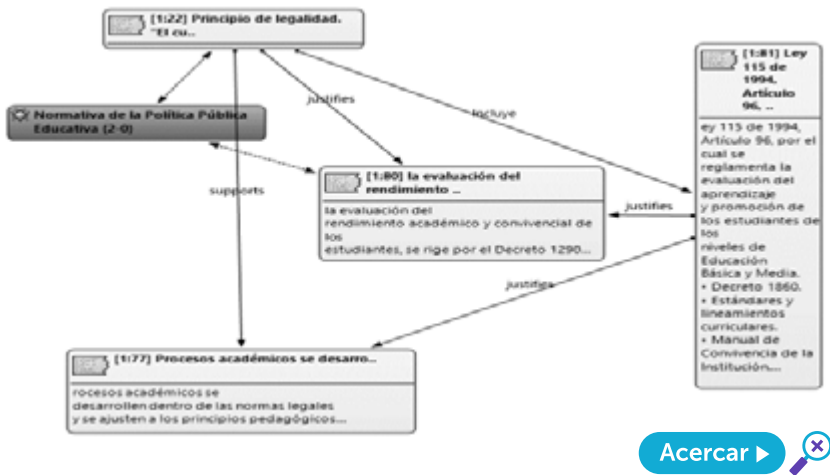 [1:22] Principio de legalidad.
"El cu..
Normativa de la Política Pública
Educativa (2-0)
justifies
Incluye
supports
[1:80] la evaluación del
rendimiento ..
la evaluación del
rendimiento académico y convivencial de
los
estudiantes, se rige por el Decreto 1290...
justifies
[1:81] Ley
115 de
1994,
Artículo
96, ..
ey 115 de 1994,
Artículo 96, por el
cual se
reglamenta la
evaluación del
aprendizaje
y promoción de
los estudiantes de
los
niveles de
Educación
Básica y Media.
• Decreto 1860.
• Estándares y
lineamientos
curriculares.
• Manual de
Convivencia de la
Institución....
justifies
[1:77] Procesos académicos se desarro...
rocesos académicos se
desarrollen dentro de las normas legales
y se ajusten a los principios pedagógicos...
Acercar